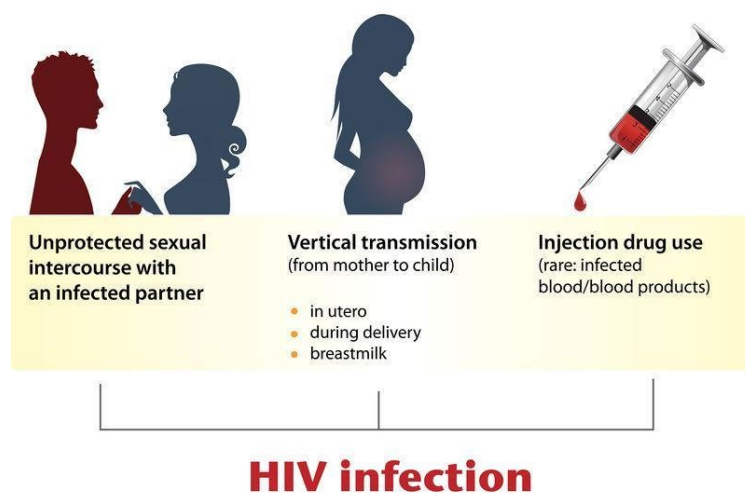 Unprotected sexual
intercourse with
an infected partner
Vertical transmission
(from mother to child)
• in utero
• during delivery
• breastmilk
Injection drug use
(rare: infected
blood/blood products)
HIV infection